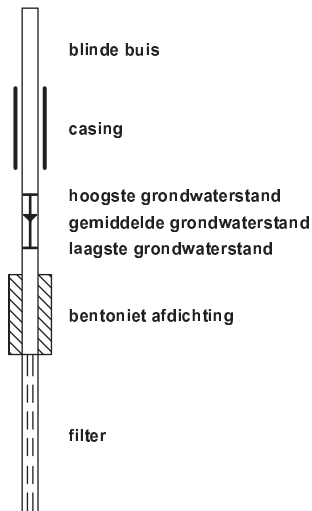 blinde buis
casing
hoogste grondwaterstand
gemiddelde grondwaterstand
laagste grondwaterstand
bentoniet afdichting
filter